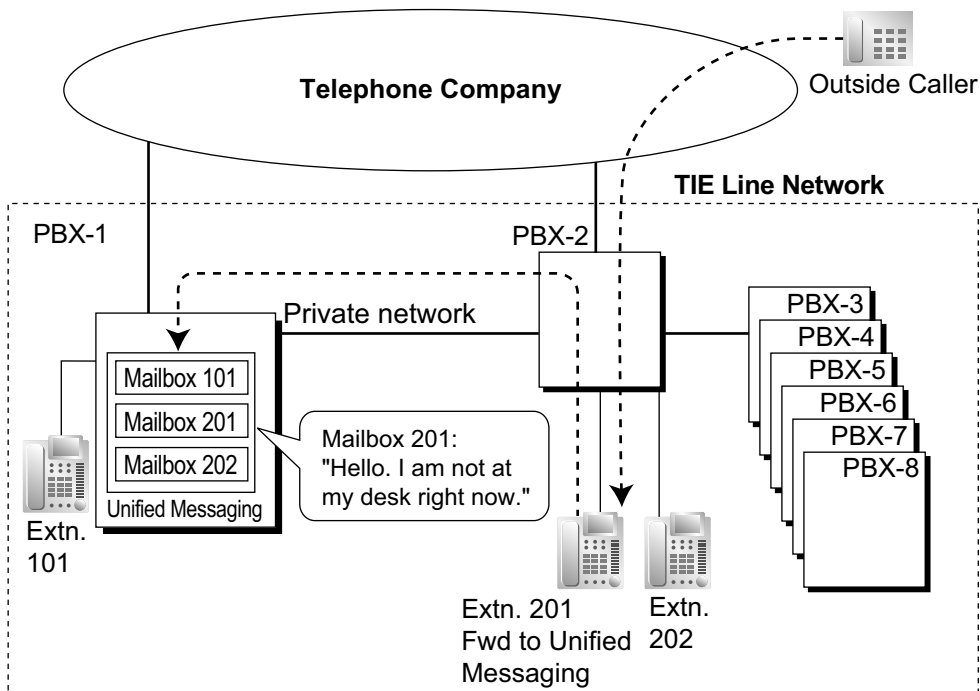 Telephone Company
Outside Caller
TIE Line Network
PBX-1
PBX-2
Private network
PBX-3
PBX-4
PBX-5
PBX-6
PBX-7
PBX-8
Mailbox 101
Mailbox 201
Mailbox 202
Unified Messaging
Mailbox 201:
"Hello. I am not at
my desk right now."
Extn.
101
Extn. 201
Fwd to Unified
Messaging
Extn.
202